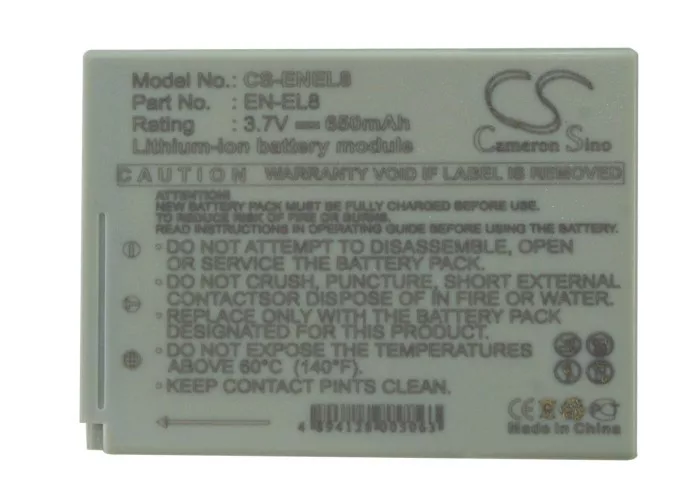 Model No.: CS-ENEL8
Part No. : EN-EL8
Rating : 3.7V 650mAh
Lithium-ion battery module
CS
Cameron Sino
CAUTION WARRANTY VOID IF LABEL IS REMOVED
ATTENTION:
NEW BATTERY PACK MUST BE FULLY CHARGED BEFORE USE.
TO REDUCE RISK OF FIRE OR BURNS.
READ INSTRUCTIONS IN OPERATING GUIDE BEFORE USING THE BATTERY.
DO NOT ATTEMPT TO DISASSEMBLE, OPEN
OR SERVICE THE BATTERY PACK.
DO NOT CRUSH, PUNCTURE, SHORT EXTERNAL
CONTACTSOR DISPOSE OF IN FIRE OR WATER.
REPLACE ONLY WITH THE BATTERY PACK
DESIGNATED FOR THIS PRODUCT.
DO NOT EXPOSE THE TEMPERATURES
ABOVE 60°C (140°F).
KEEP CONTACT PINTS CLEAN.
4 894128 003063
CE
Made in China